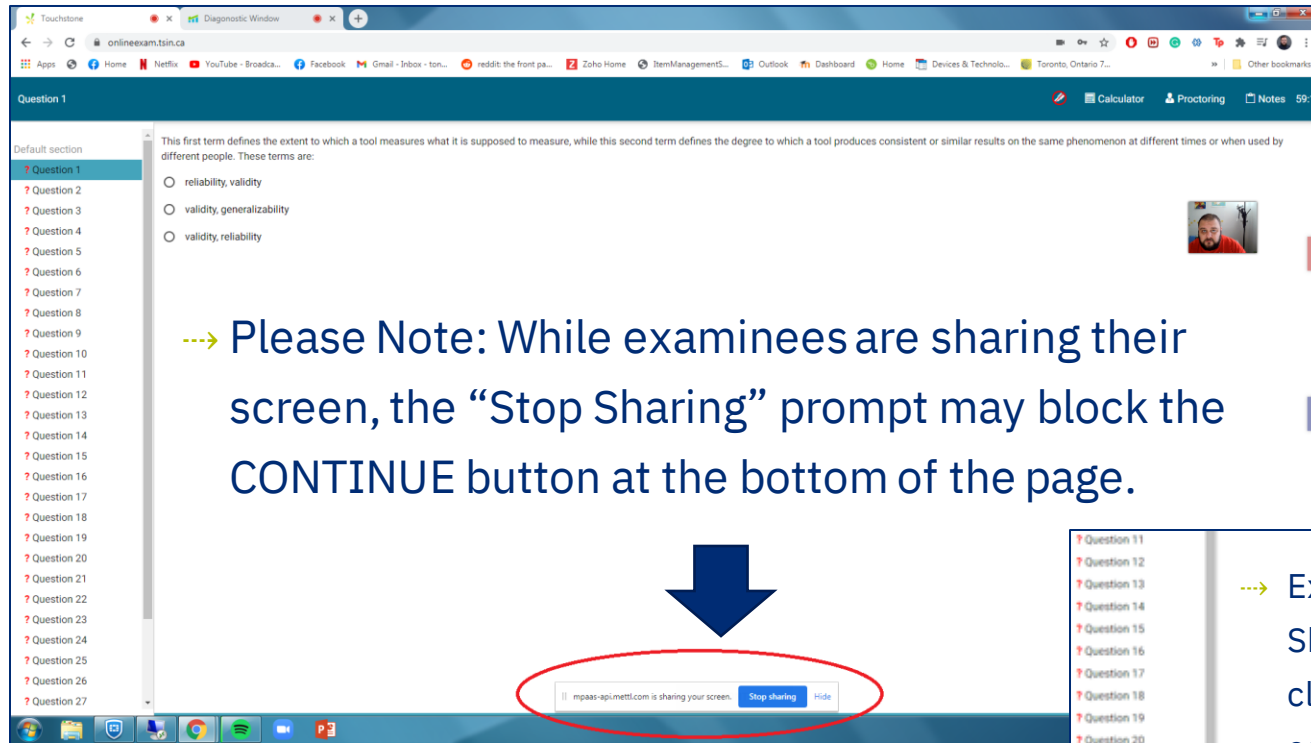 Touchstone
Diagonostic Window
onlineexam.tsin.ca
Apps Home Netflix YouTube - Broadca... Facebook Gmail - Inbox - ton... reddit: the front pa... Zoho Home ItemManagementS... Outlook Dashboard Home Devices & Technolo... Toronto, Ontario 7... Other bookmarks
Question 1 Calculator Proctoring Notes 59:
Default section
? Question 1
? Question 2
? Question 3
? Question 4
? Question 5
? Question 6
? Question 7
? Question 8
? Question 9
? Question 10
? Question 11
? Question 12
? Question 13
? Question 14
? Question 15
? Question 16
? Question 17
? Question 18
? Question 19
? Question 20
? Question 21
? Question 22
? Question 23
? Question 24
? Question 25
? Question 26
? Question 27
This first term defines the extent to which a tool measures what it is supposed to measure, while this second term defines the degree to which a tool produces consistent or similar results on the same phenomenon at different times or when used by
different people. These terms are:
reliability, validity
validity, generalizability
validity, reliability
Please Note: While examinees are sharing their
screen, the “Stop Sharing” prompt may block the
CONTINUE button at the bottom of the page.
mpaas-api.mettl.com is sharing your screen. Stop sharing Hide
? Question 11
? Question 12
? Question 13
? Question 14
? Question 15
? Question 16
? Question 17
? Question 18
? Question 19
? Question 20